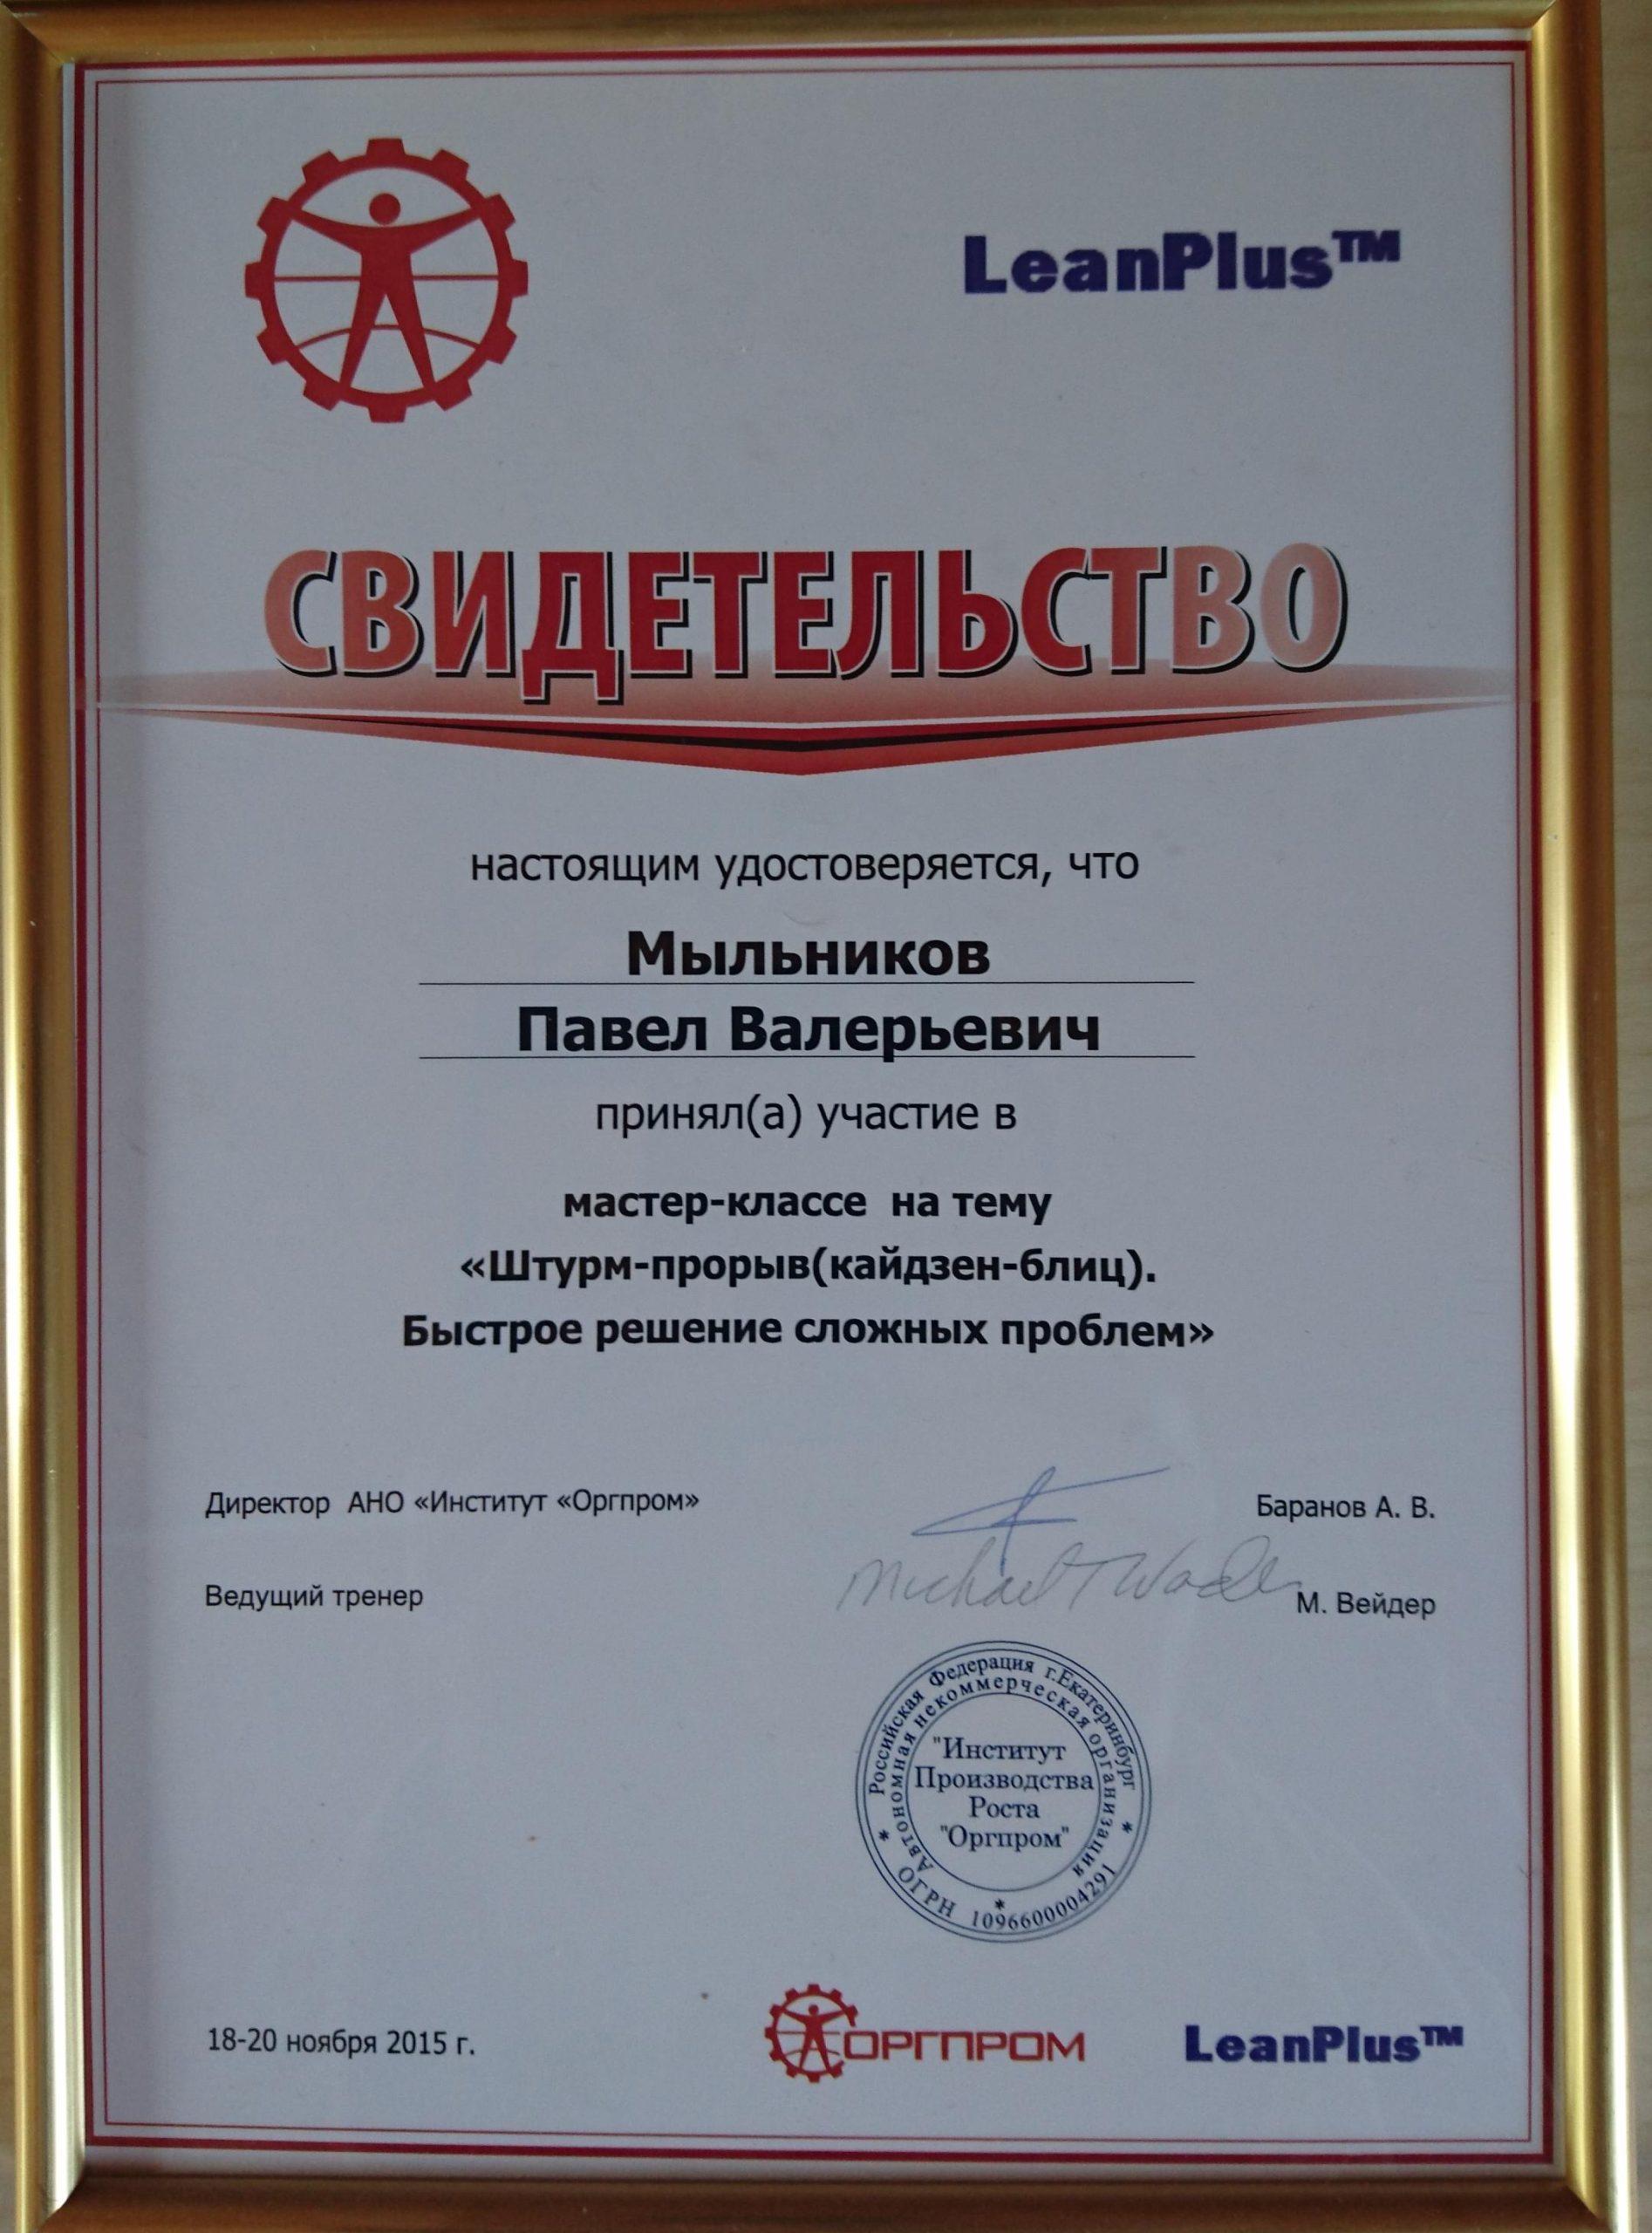 LeanPlus™
СВИДЕТЕЛЬСТВО
настоящим удостоверяется, что
Мыльников
Павел Валерьевич
принял(а) участие в
мастер-классе на тему
«Штурм-прорыв(кайдзен-блиц).
Быстрое решение сложных проблем»
Директор АНО «Институт «Оргпром» Баранов А. В.
Michael T Wader
Ведущий тренер М. Вейдер
* Российская Федерация г.Екатеринбург *
Автономная некоммерческая организация
"Институт
Производства
Роста
"Оргпром"
*
ОГРН 1096600004291
18-20 ноября 2015 г. ОРГПРОМ LeanPlus™